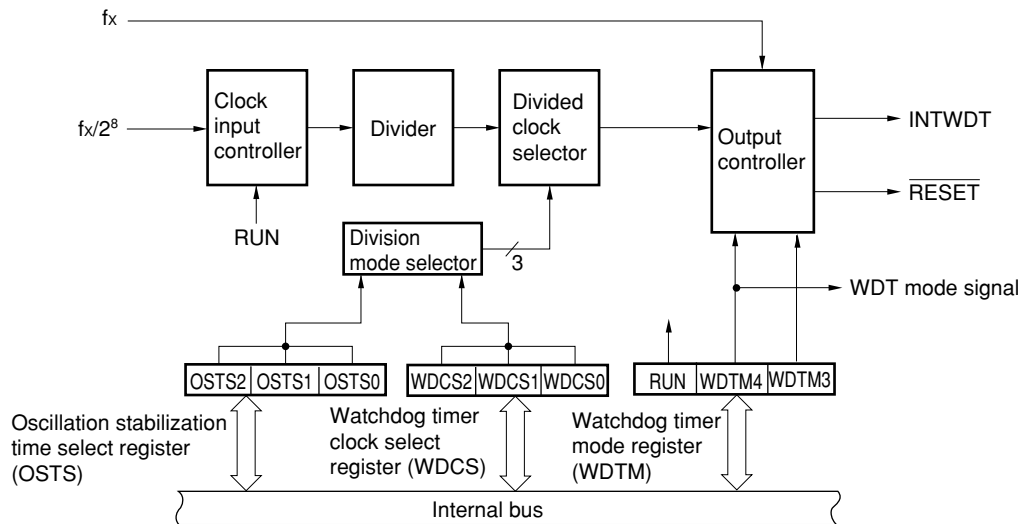 fx
fx/2⁸
Clock
input
controller
Divider
Divided
clock
selector
Output
controller
INTWDT
RESET
RUN
Division
mode selector
3
WDT mode signal
OSTS2 OSTS1 OSTS0
WDCS2 WDCS1 WDCS0
RUN WDTM4 WDTM3
Oscillation stabilization
time select register
(OSTS)
Watchdog timer
clock select
register (WDCS)
Watchdog timer
mode register
(WDTM)
Internal bus